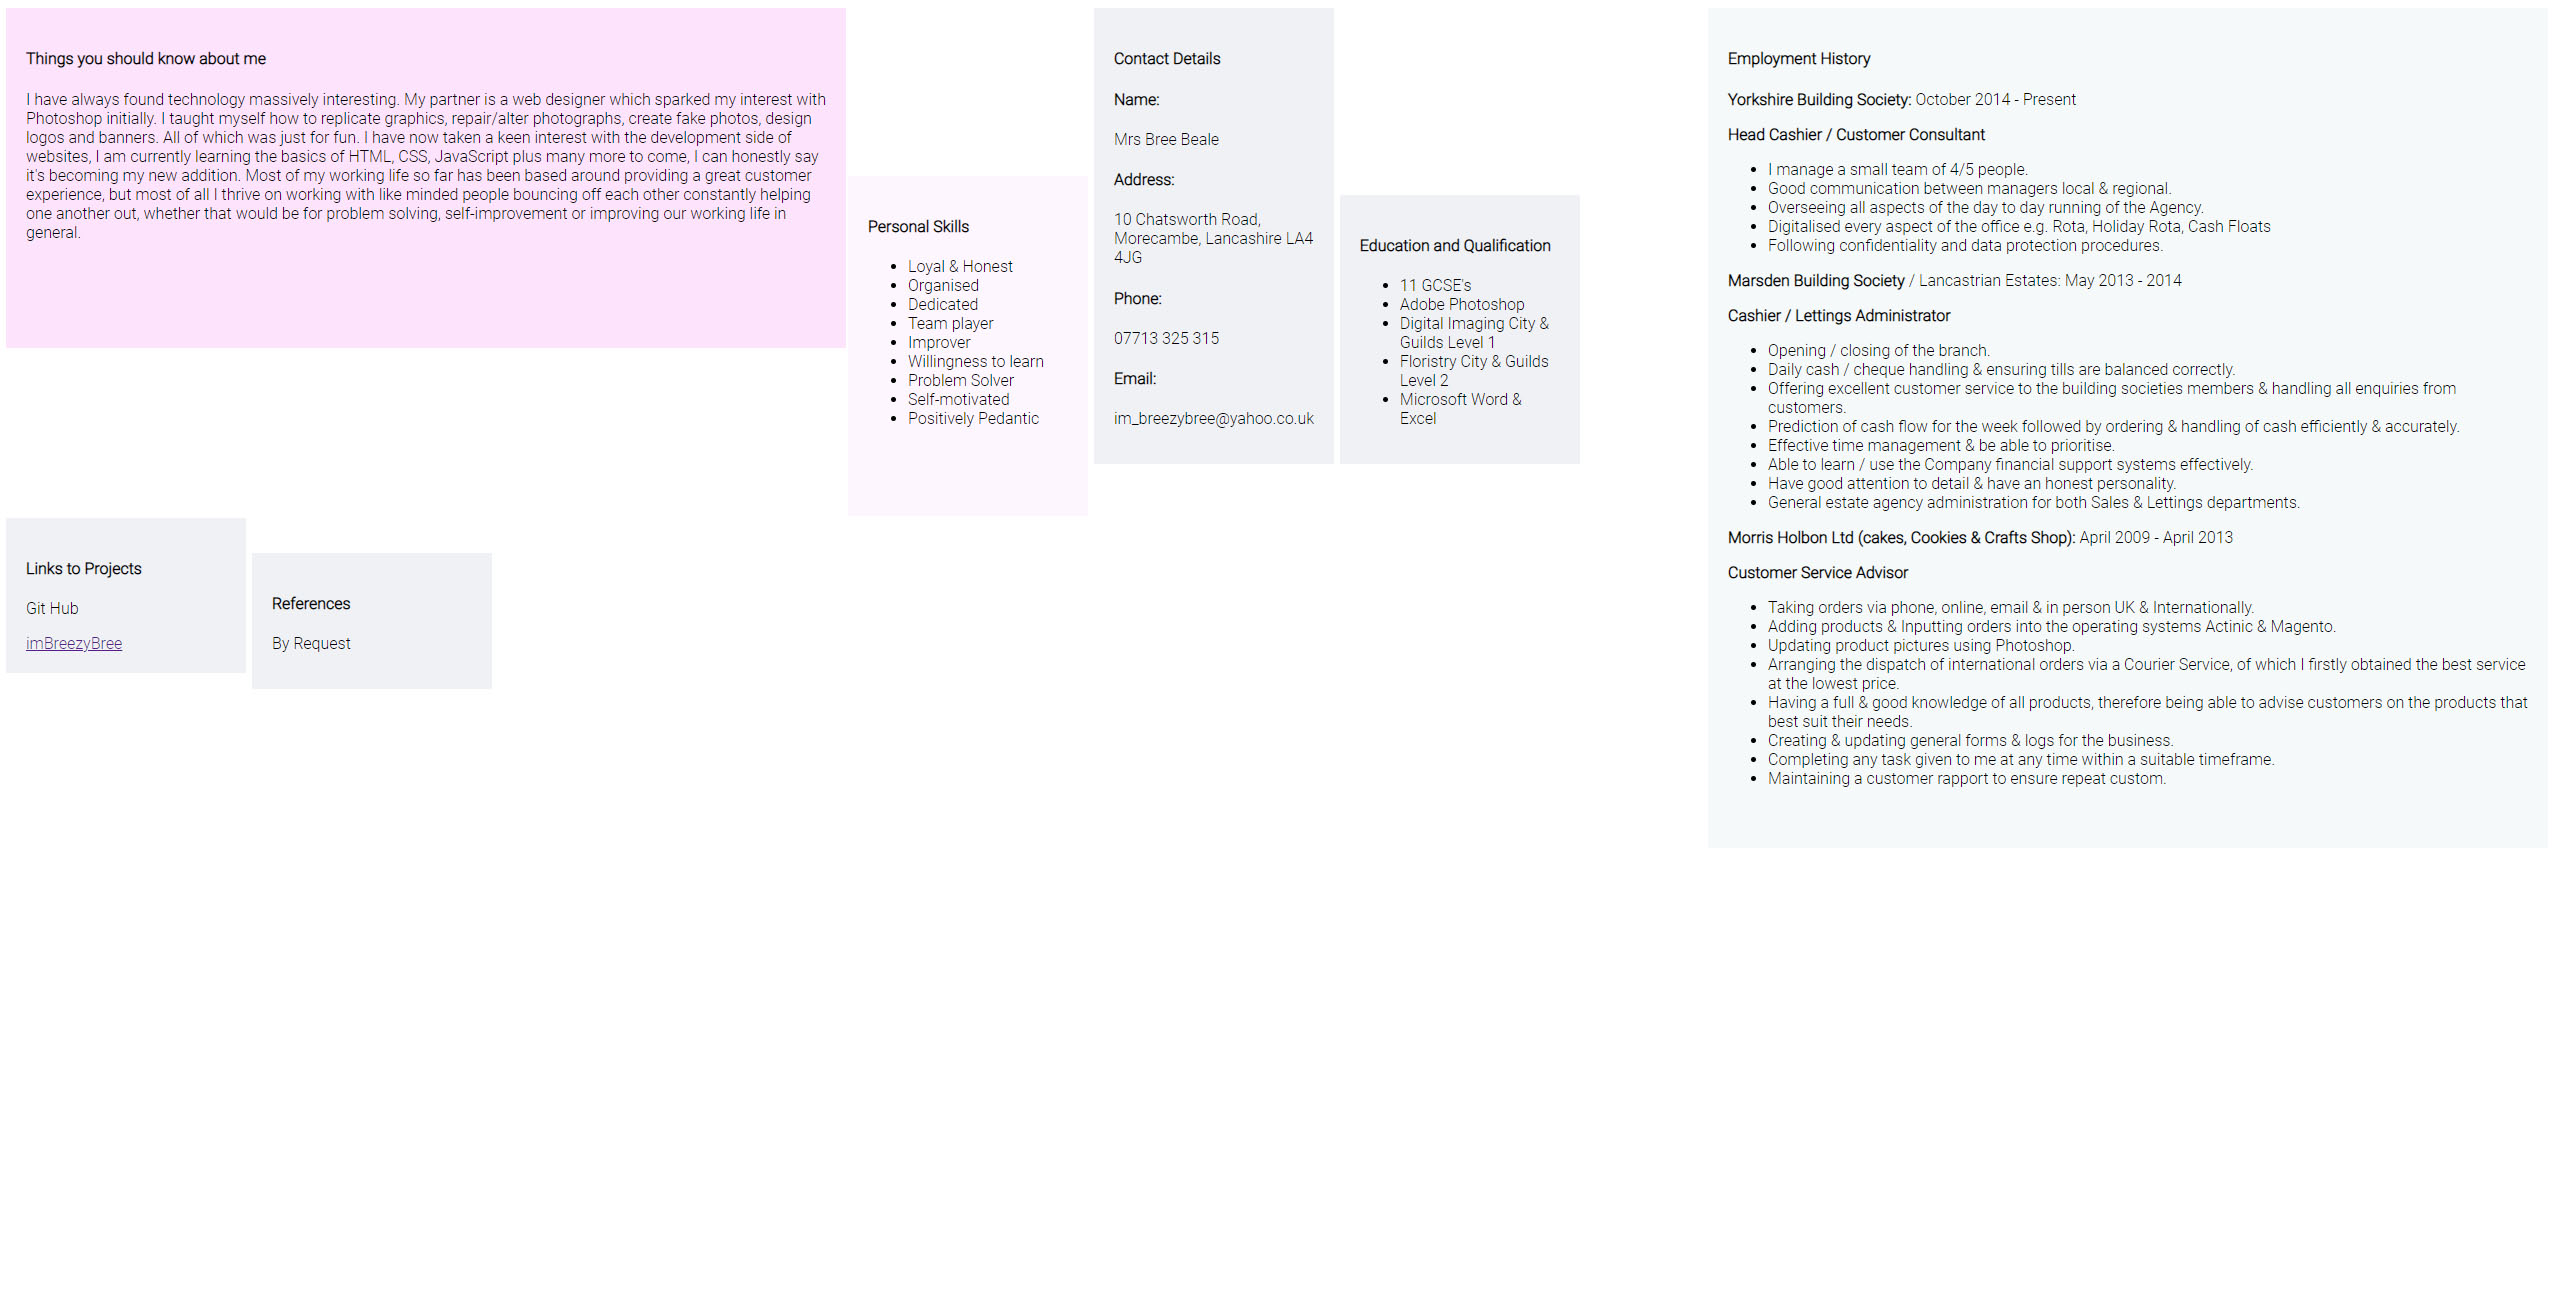 Things you should know about me
I have always found technology massively interesting. My partner is a web designer which sparked my interest with
Photoshop initially. I taught myself how to replicate graphics, repair/alter photographs, create fake photos, design
logos and banners. All of which was just for fun. I have now taken a keen interest with the development side of
websites, I am currently learning the basics of HTML, CSS, JavaScript plus many more to come, I can honestly say
it's becoming my new addition. Most of my working life so far has been based around providing a great customer
experience, but most of all I thrive on working with like minded people bouncing off each other constantly helping
one another out, whether that would be for problem solving, self-improvement or improving our working life in
general.
Personal Skills
Loyal & Honest
Organised
Dedicated
Team player
Improver
Willingness to learn
Problem Solver
Self-motivated
Positively Pedantic
Contact Details
Name:
Mrs Bree Beale
Address:
10 Chatsworth Road,
Morecambe, Lancashire LA4
4JG
Phone:
07713 325 315
Email:
im_breezybree@yahoo.co.uk
Education and Qualification
11 GCSE's
Adobe Photoshop
Digital Imaging City &
Guilds Level 1
Floristry City & Guilds
Level 2
Microsoft Word &
Excel
Links to Projects
Git Hub
imBreezyBree
References
By Request
Employment History
Yorkshire Building Society: October 2014 - Present
Head Cashier / Customer Consultant
I manage a small team of 4/5 people.
Good communication between managers local & regional.
Overseeing all aspects of the day to day running of the Agency.
Digitalised every aspect of the office e.g. Rota, Holiday Rota, Cash Floats
Following confidentiality and data protection procedures.
Marsden Building Society / Lancastrian Estates: May 2013 - 2014
Cashier / Lettings Administrator
Opening / closing of the branch.
Daily cash / cheque handling & ensuring tills are balanced correctly.
Offering excellent customer service to the building societies members & handling all enquiries from
customers.
Prediction of cash flow for the week followed by ordering & handling of cash efficiently & accurately.
Effective time management & be able to prioritise.
Able to learn / use the Company financial support systems effectively.
Have good attention to detail & have an honest personality.
General estate agency administration for both Sales & Lettings departments.
Morris Holbon Ltd (cakes, Cookies & Crafts Shop): April 2009 - April 2013
Customer Service Advisor
Taking orders via phone, online, email & in person UK & Internationally.
Adding products & Inputting orders into the operating systems Actinic & Magento.
Updating product pictures using Photoshop.
Arranging the dispatch of international orders via a Courier Service, of which I firstly obtained the best service
at the lowest price.
Having a full & good knowledge of all products, therefore being able to advise customers on the products that
best suit their needs.
Creating & updating general forms & logs for the business.
Completing any task given to me at any time within a suitable timeframe.
Maintaining a customer rapport to ensure repeat custom.